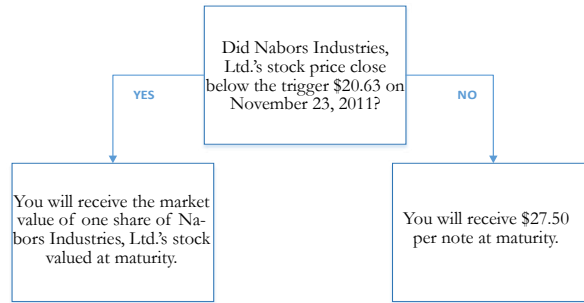 Did Nabors Industries,
Ltd.'s stock price close
below the trigger $20.63 on
November 23, 2011?
YES
NO
You will receive the market
value of one share of Na-
bors Industries, Ltd.'s stock
valued at maturity.
You will receive $27.50
per note at maturity.